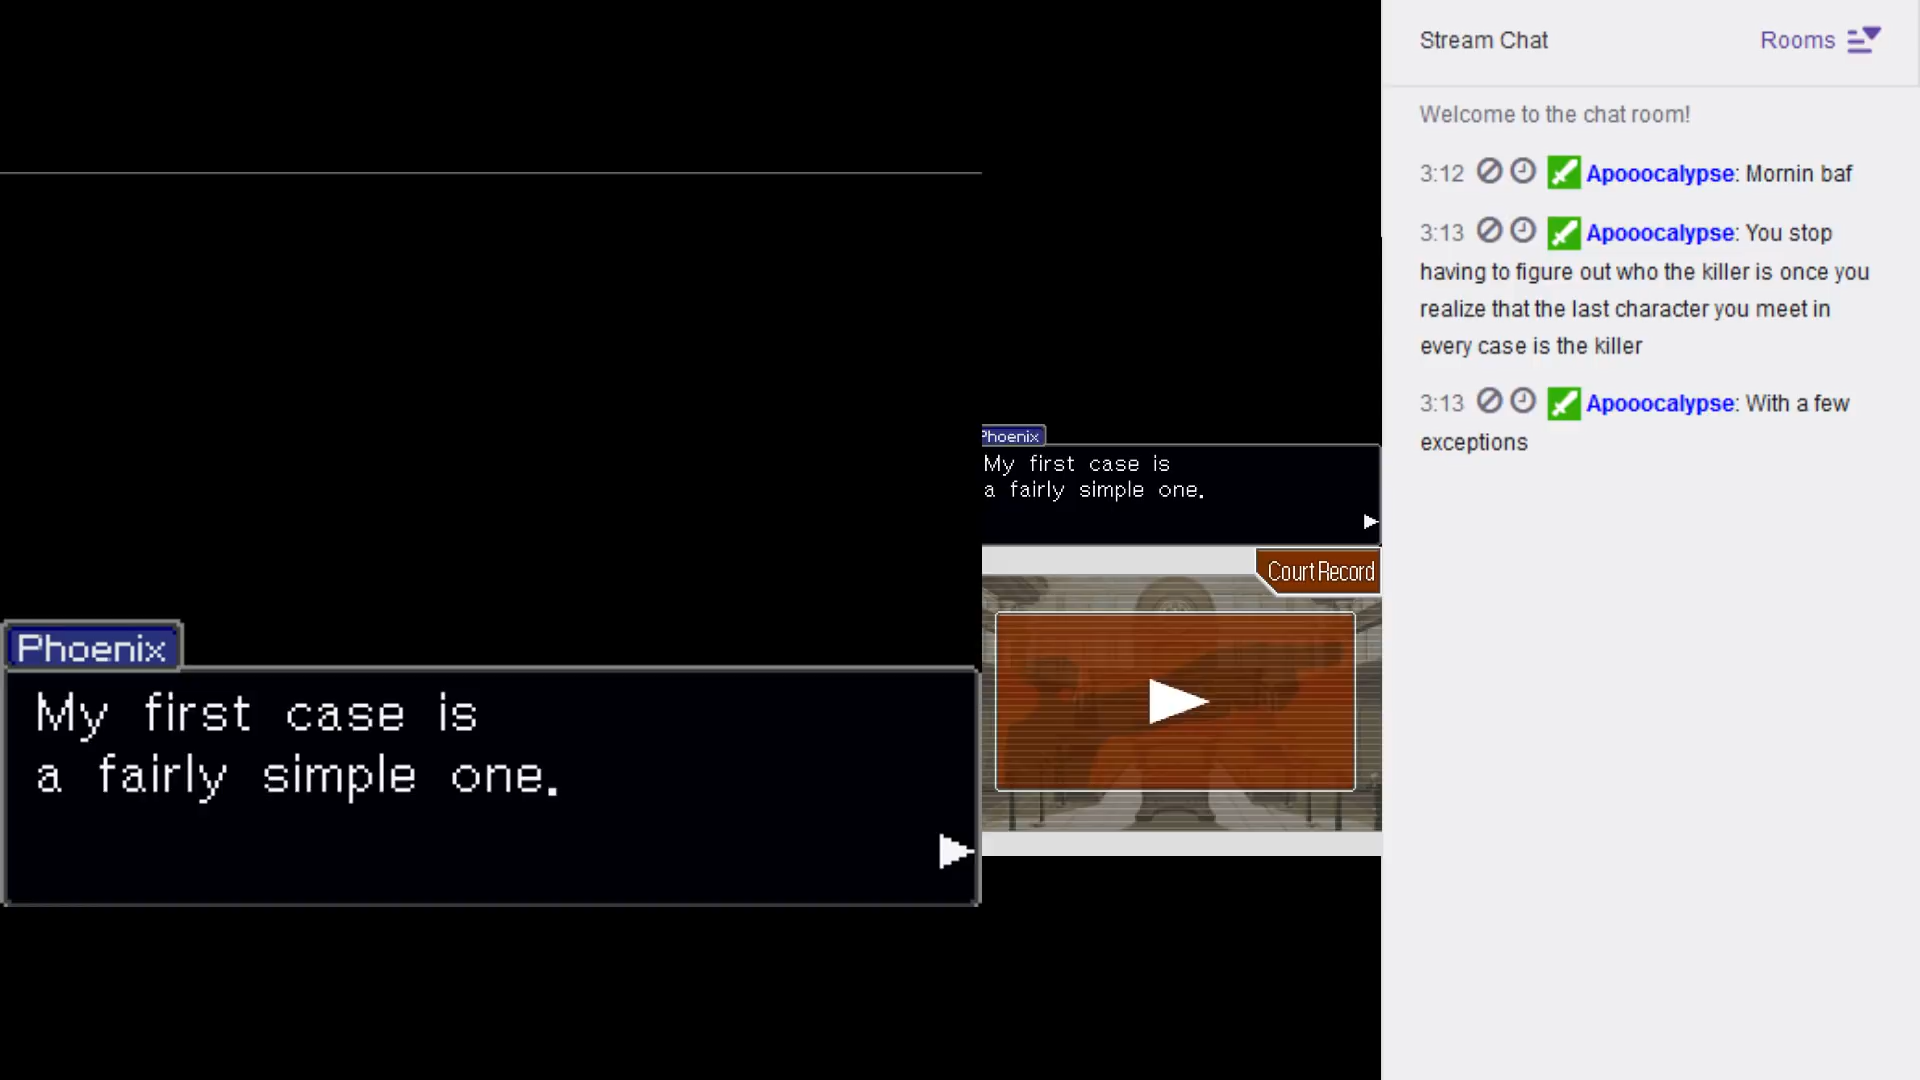 Phoenix
My first case is
a fairly simple one.
Phoenix
My first case is
a fairly simple one.
Court Record
Stream Chat
Rooms
Welcome to the chat room!
3:12 Apooocalypse: Mornin baf
3:13 Apooocalypse: You stop
having to figure out who the killer is once you
realize that the last character you meet in
every case is the killer
3:13 Apooocalypse: With a few
exceptions